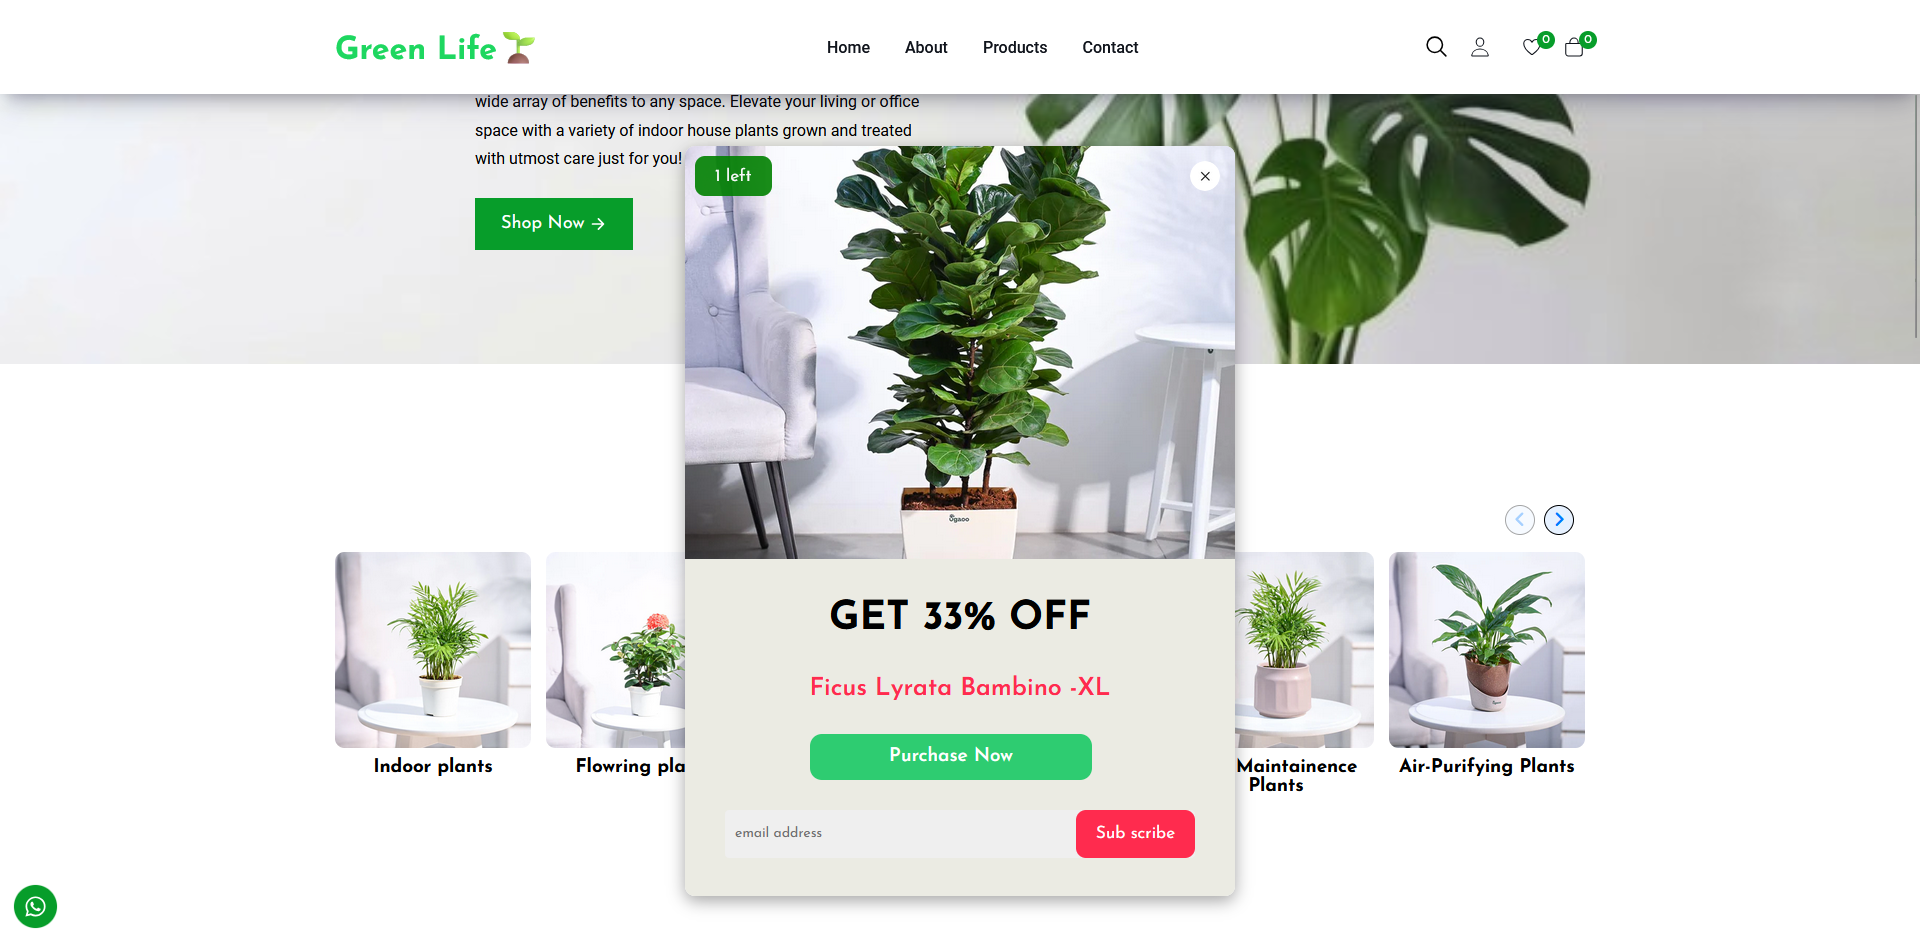 Green Life
Home
About
Products
Contact
0
0
wide array of benefits to any space. Elevate your living or office
space with a variety of indoor house plants grown and treated
with utmost care just for you!
Shop Now →
1 left
ugaoo
GET 33% OFF
Ficus Lyrata Bambino -XL
Purchase Now
email address
Sub scribe
Indoor plants
Flowring pla
Maintainence
Plants
Air-Purifying Plants